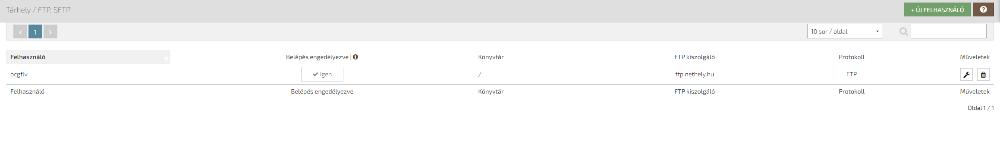 Tárhely / FTP, SFTP
+ ÚJ FELHASZNÁLÓ
1
10 sor / oldal
Felhasználó Belépés engedélyezve | Könyvtár FTP kiszolgáló Protokoll Műveletek
ocgflv Igen / ftp.nethely.hu FTP
Felhasználó Belépés engedélyezve Könyvtár FTP kiszolgáló Protokoll Műveletek
Oldal 1 / 1